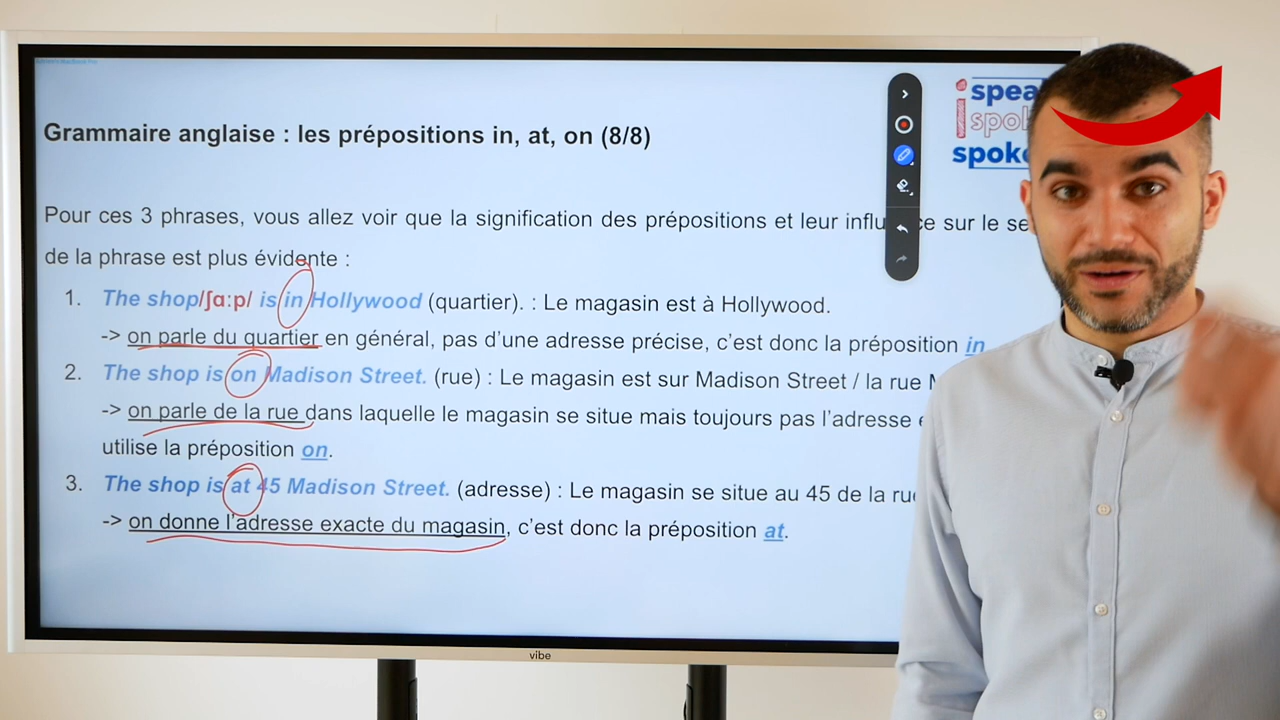 Grammaire anglaise : les prépositions in, at, on (8/8)
i spea
I spo
spok
Pour ces 3 phrases, vous allez voir que la signification des prépositions et leur influ ce sur le se
de la phrase est plus évidente :
1. The shop/ʃɑːp/ is in Hollywood (quartier). : Le magasin est à Hollywood.
-> on parle du quartier en général, pas d’une adresse précise, c’est donc la préposition in
2. The shop is on Madison Street. (rue) : Le magasin est sur Madison Street / la rue
-> on parle de la rue dans laquelle le magasin se situe mais toujours pas l’adresse
utilise la préposition on.
3. The shop is at 45 Madison Street. (adresse) : Le magasin se situe au 45 de la rue
-> on donne l’adresse exacte du magasin, c’est donc la préposition at.
vibe